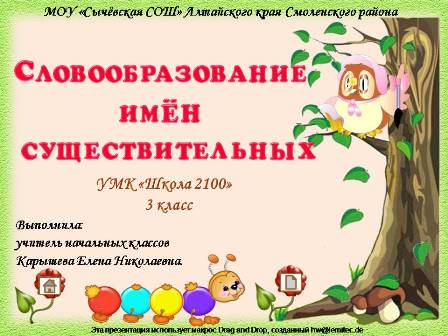 МОУ «Сычёвская СОШ» Алтайского края Смоленского района
Словообразование
имён
существительных
УМК «Школа 2100»
3 класс
Выполнила:
учитель начальных классов
Карышева Елена Николаевна.
Эта презентация использует макрос Drag and Drop, созданный hw@lemitec.de